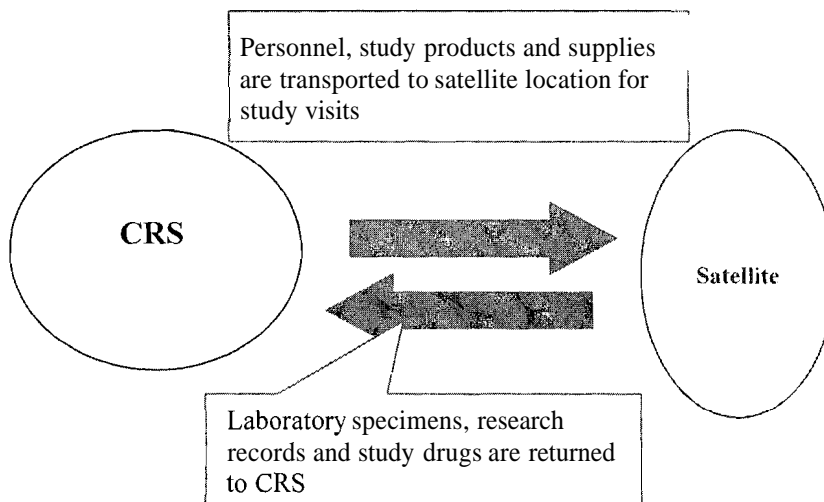 Personnel, study products and supplies
are transported to satellite location for
study visits
CRS
Satellite
Laboratory specimens, research
records and study drugs are returned
to CRS